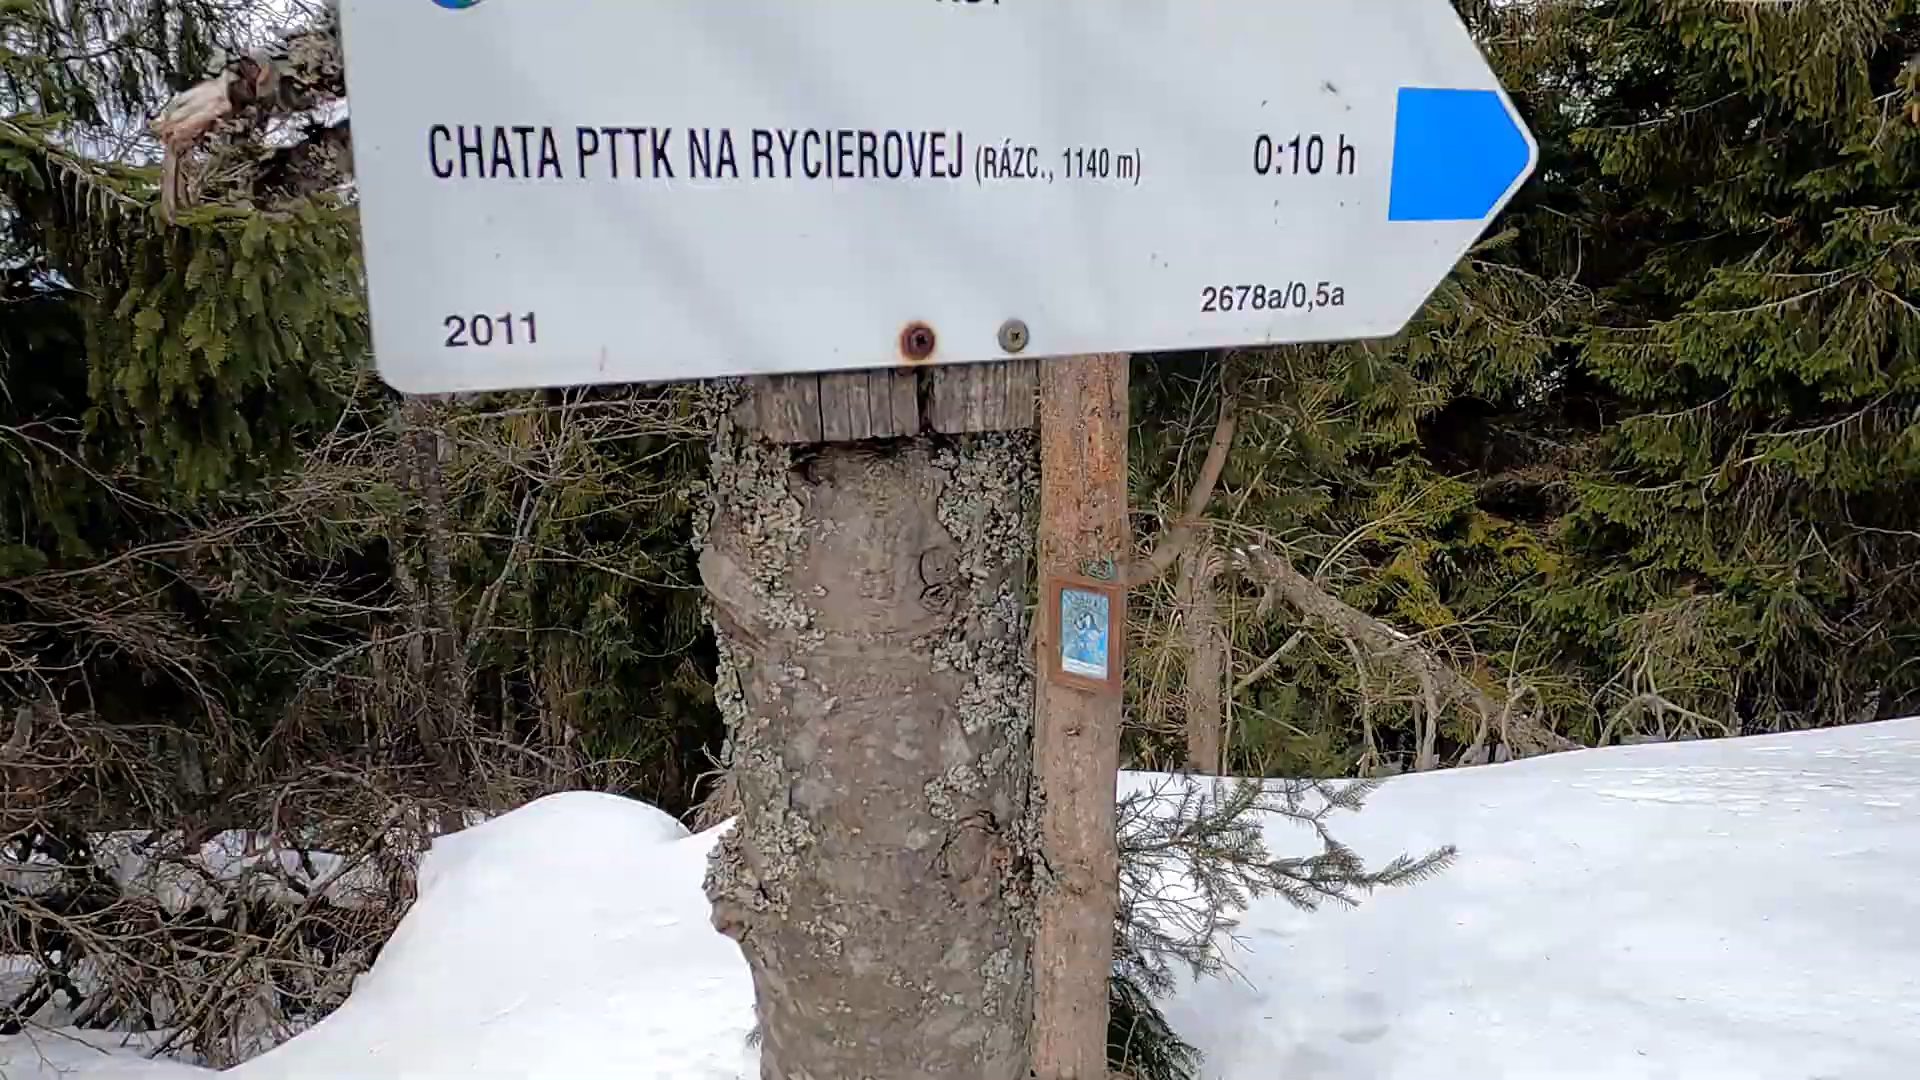 CHATA PTTK NA RYCIEROVEJ (RÁZC., 1140 m) 0:10 h
2678a/0,5a
2011